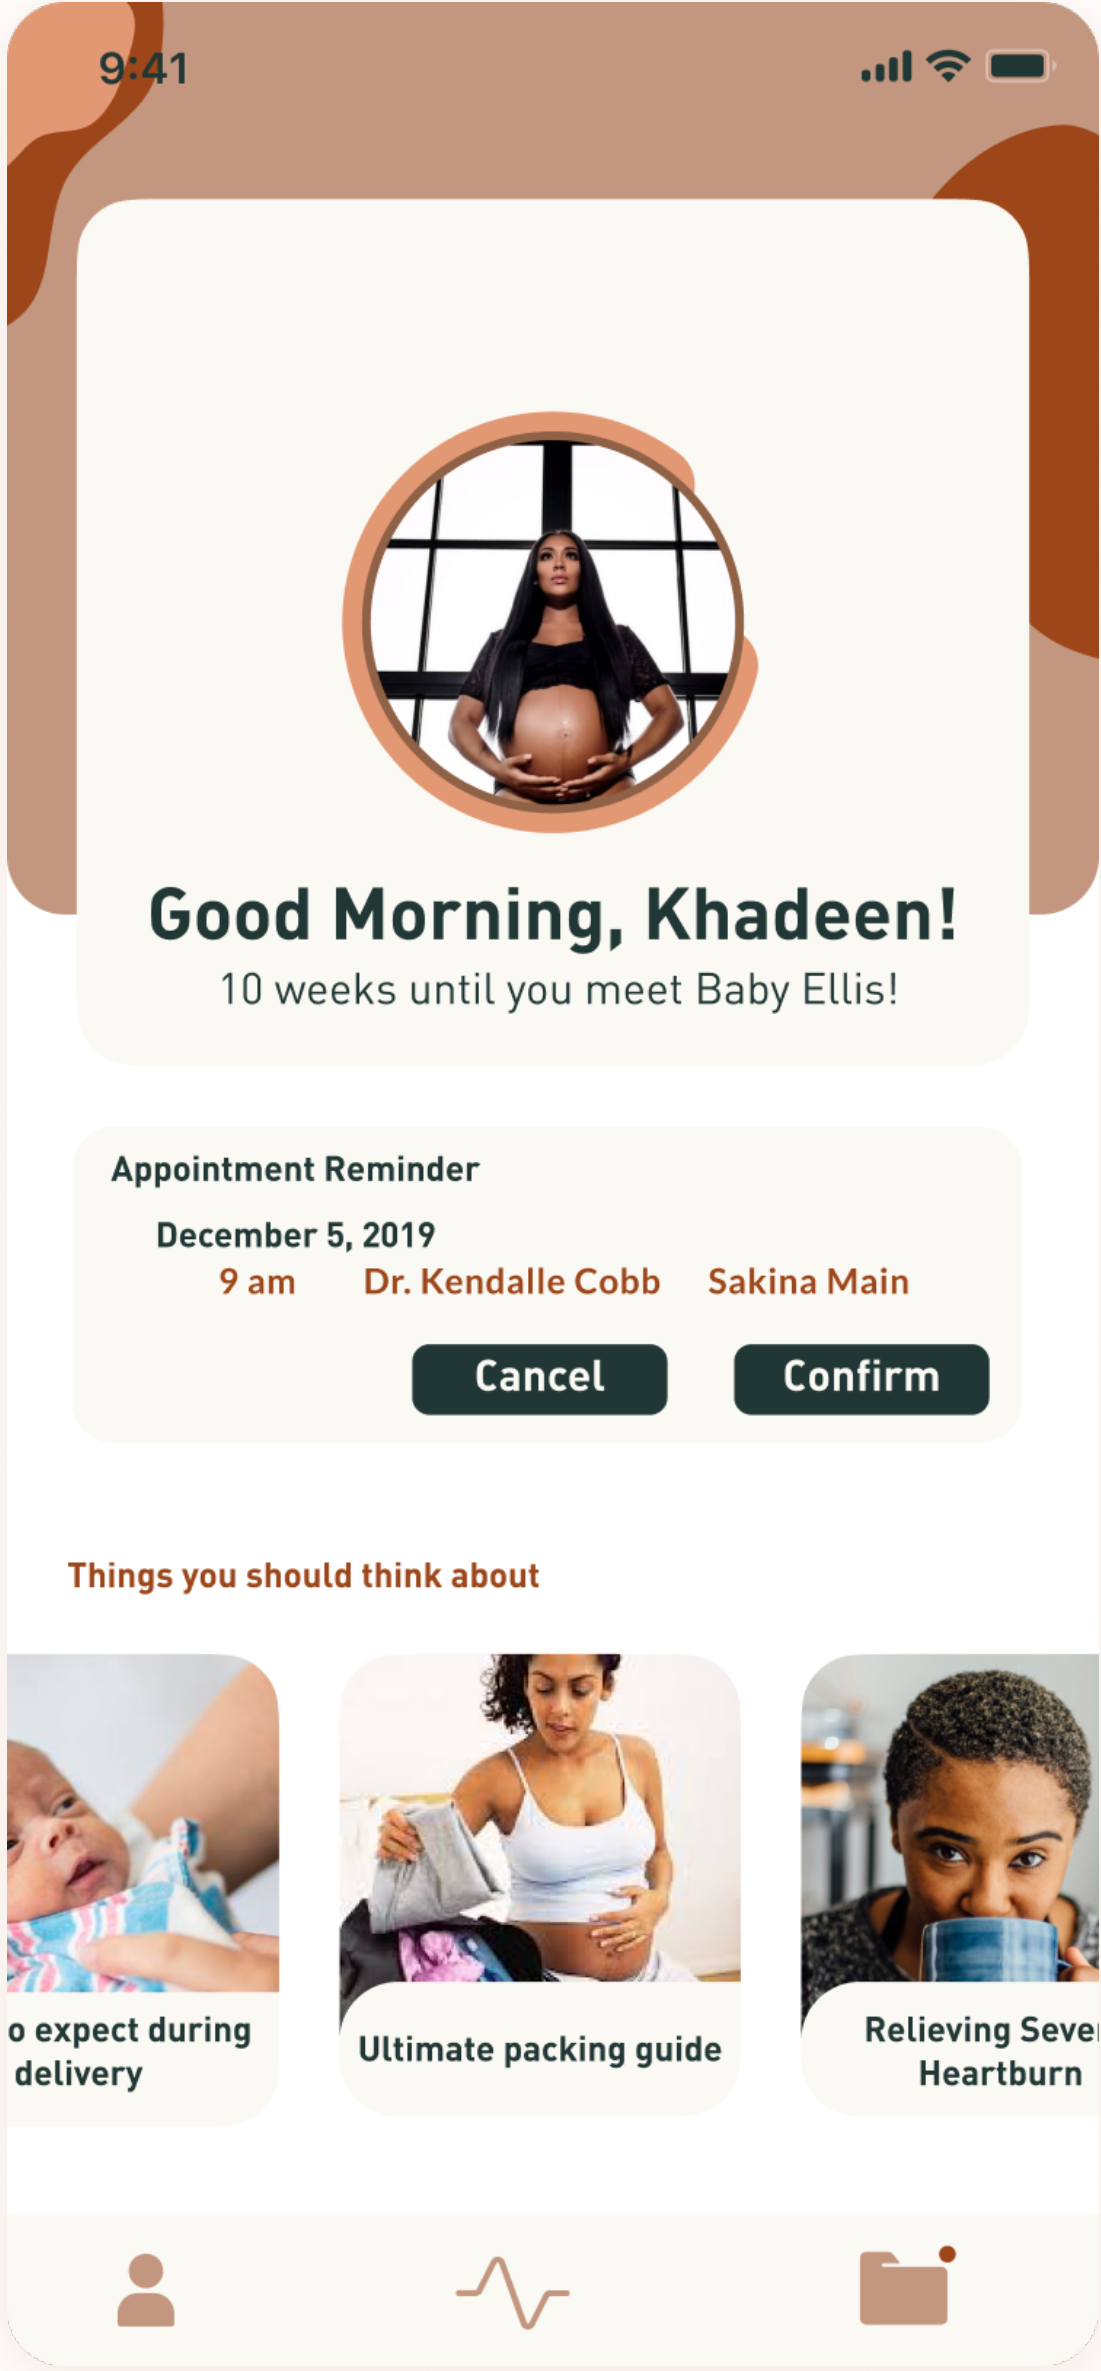 9:41
Good Morning, Khadeen!
10 weeks until you meet Baby Ellis!
Appointment Reminder
December 5, 2019
9 am Dr. Kendalle Cobb Sakina Main
Cancel Confirm
Things you should think about
expect during
delivery
Ultimate packing guide
Relieving
Heartburn